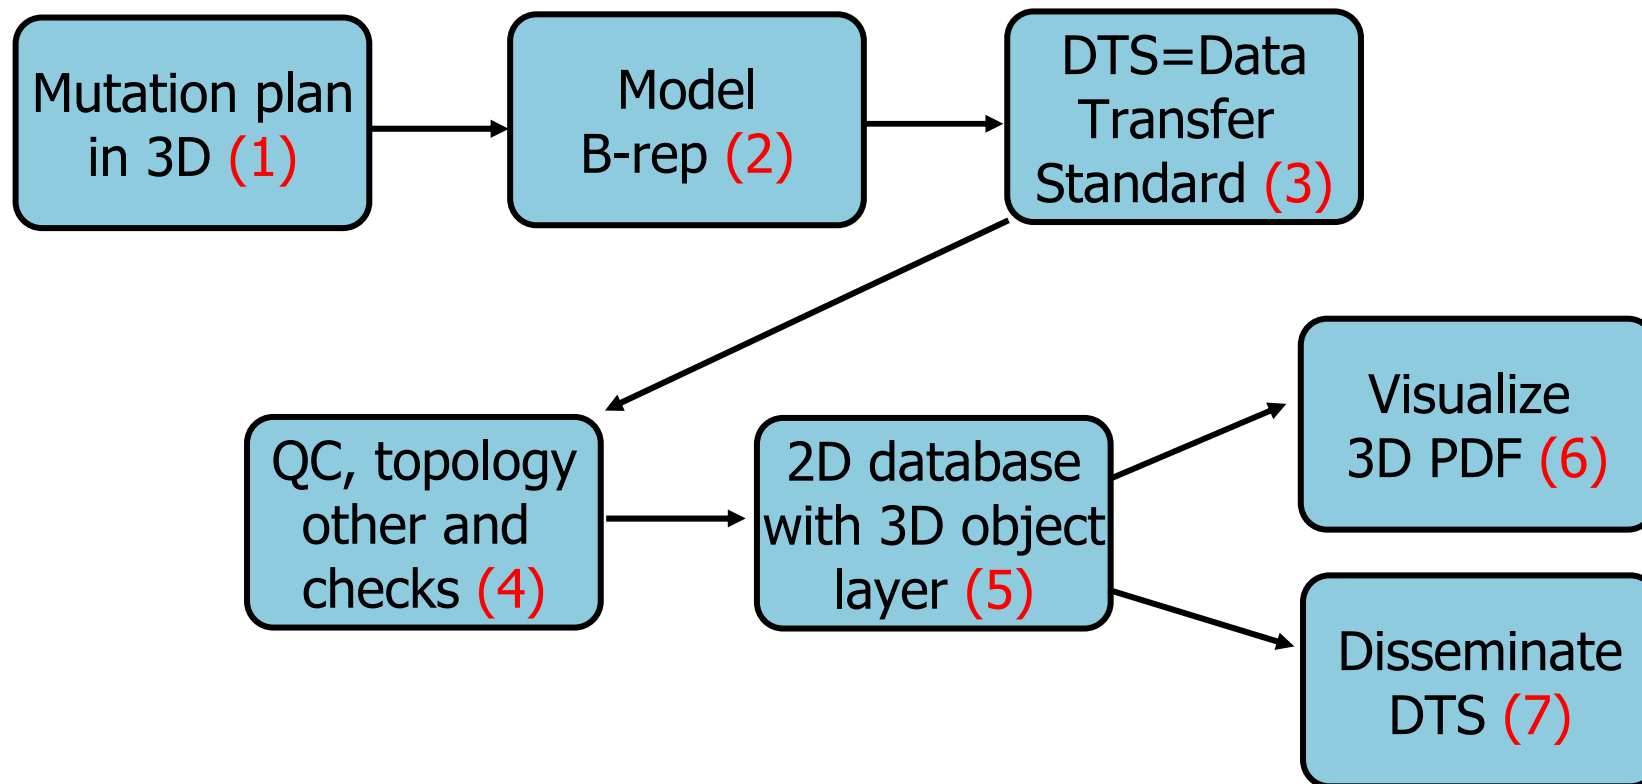 Mutation plan
in 3D (1)
Model
B-rep (2)
DTS=Data
Transfer
Standard (3)
QC, topology
other and
checks (4)
2D database
with 3D object
layer (5)
Visualize
3D PDF (6)
Disseminate
DTS (7)